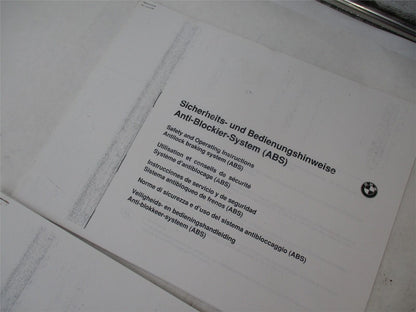 Sicherheits- und Bedienungshinweise
Anti-Blockier-System (ABS)
Safety and Operating Instructions
Antilock braking system (ABS)
Utilisation et conseils de sécurité
Système d'antiblocage (ABS)
Instrucciones de servicio y de seguridad
Sistema antibloqueo de frenos (ABS)
Norme di sicurezza e d'uso del sistema antibloccaggio (ABS)
Veiligheids- en bedieningshandleiding
Anti-blokkeer-systeem (ABS)